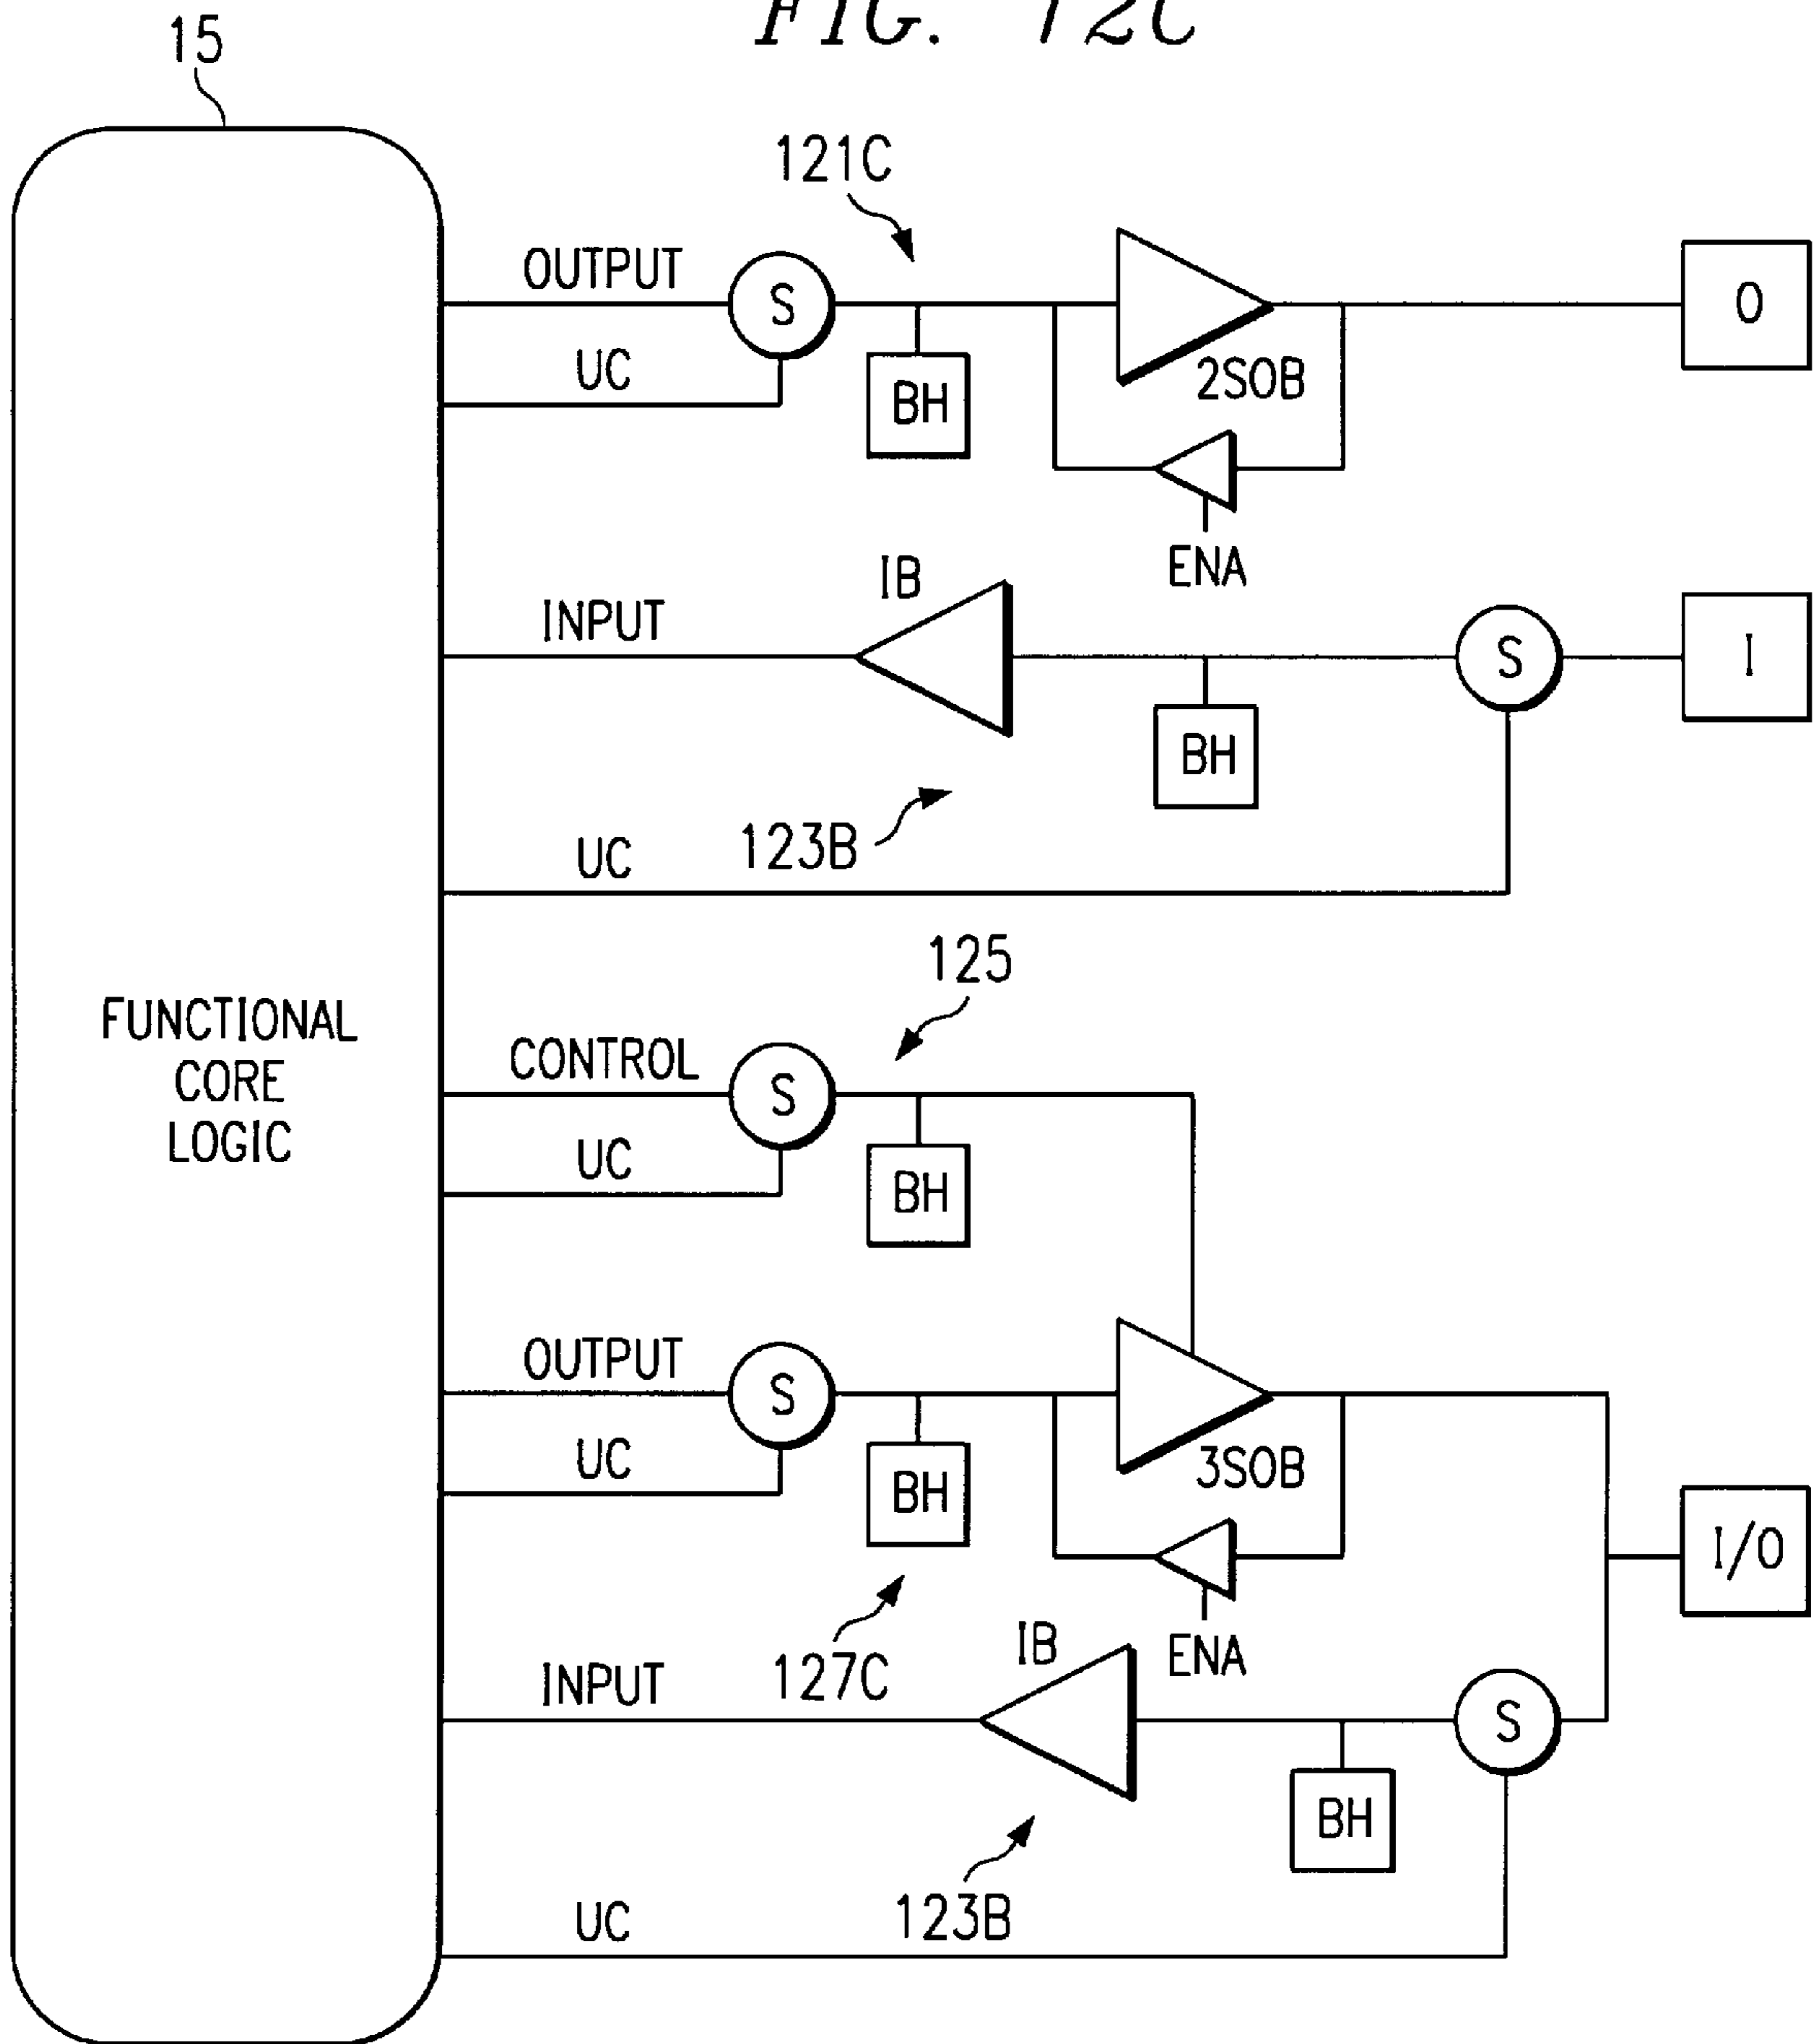 FIG. 12C
15
121C
OUTPUT
S
O
UC
BH
2SOB
ENA
IB
INPUT
S
I
BH
123B
UC
125
FUNCTIONAL
CORE
LOGIC
CONTROL
S
UC
BH
OUTPUT
S
UC
BH
3SOB
I/O
127C
ENA
IB
INPUT
S
BH
123B
UC